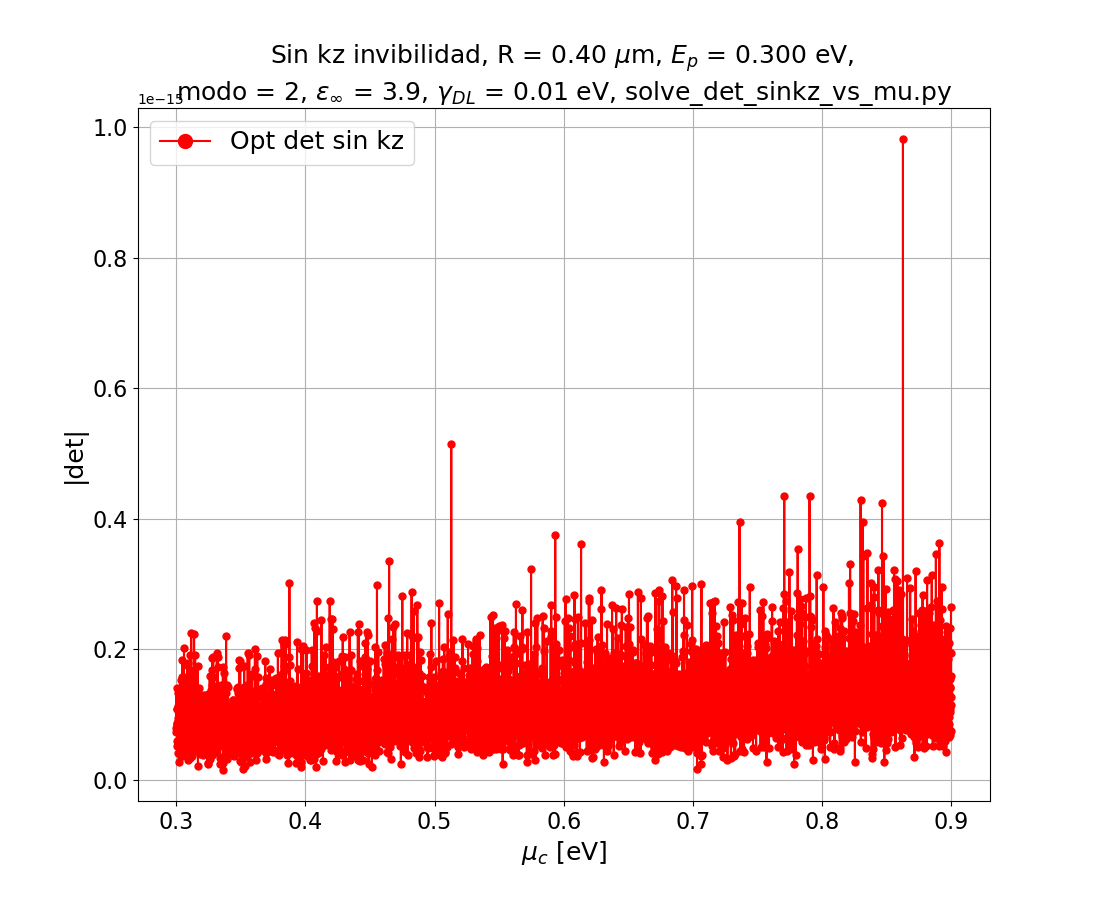 Sin kz invibilidad, R = 0.40 μm, E_p = 0.300 eV,
modo = 2, ε_∞ = 3.9, γ_DL = 0.01 eV, solve_det_sinkz_vs_mu.py
1e−15
Opt det sin kz
1.0
0.8
0.6
0.4
0.2
0.0
|det|
0.3 0.4 0.5 0.6 0.7 0.8 0.9
μ_c [eV]